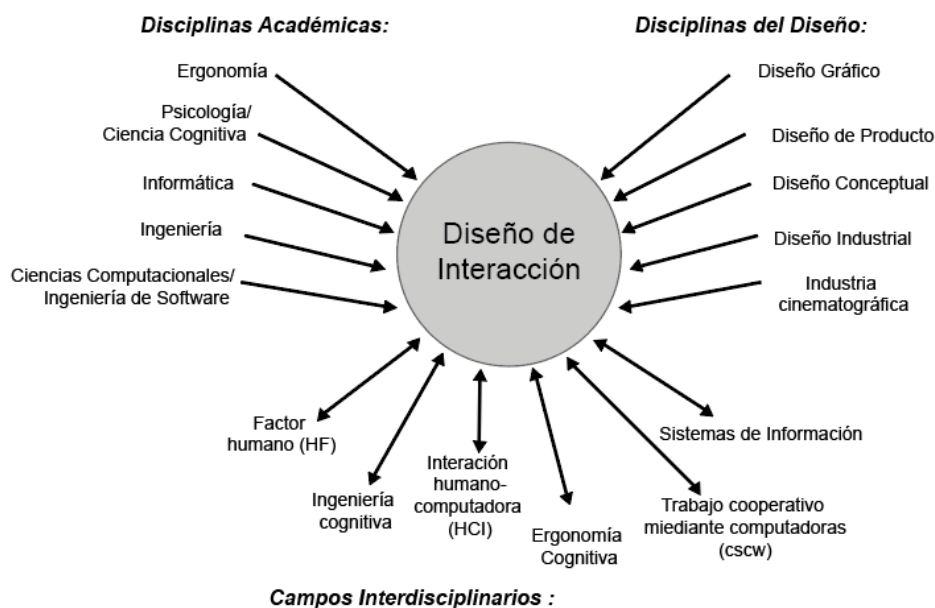 Disciplinas Académicas:
Ergonomía
Psicología/
Ciencia Cognitiva
Informática
Ingeniería
Ciencias Computacionales/
Ingeniería de Software
Disciplinas del Diseño:
Diseño Gráfico
Diseño de Producto
Diseño Conceptual
Diseño Industrial
Industria
cinematográfica
Diseño de
Interacción
Factor
humano (HF)
Ingeniería
cognitiva
Interación
humano-
computadora
(HCI)
Ergonomía
Cognitiva
Sistemas de Información
Trabajo cooperativo
mediante computadoras
(cscw)
Campos Interdisciplinarios :